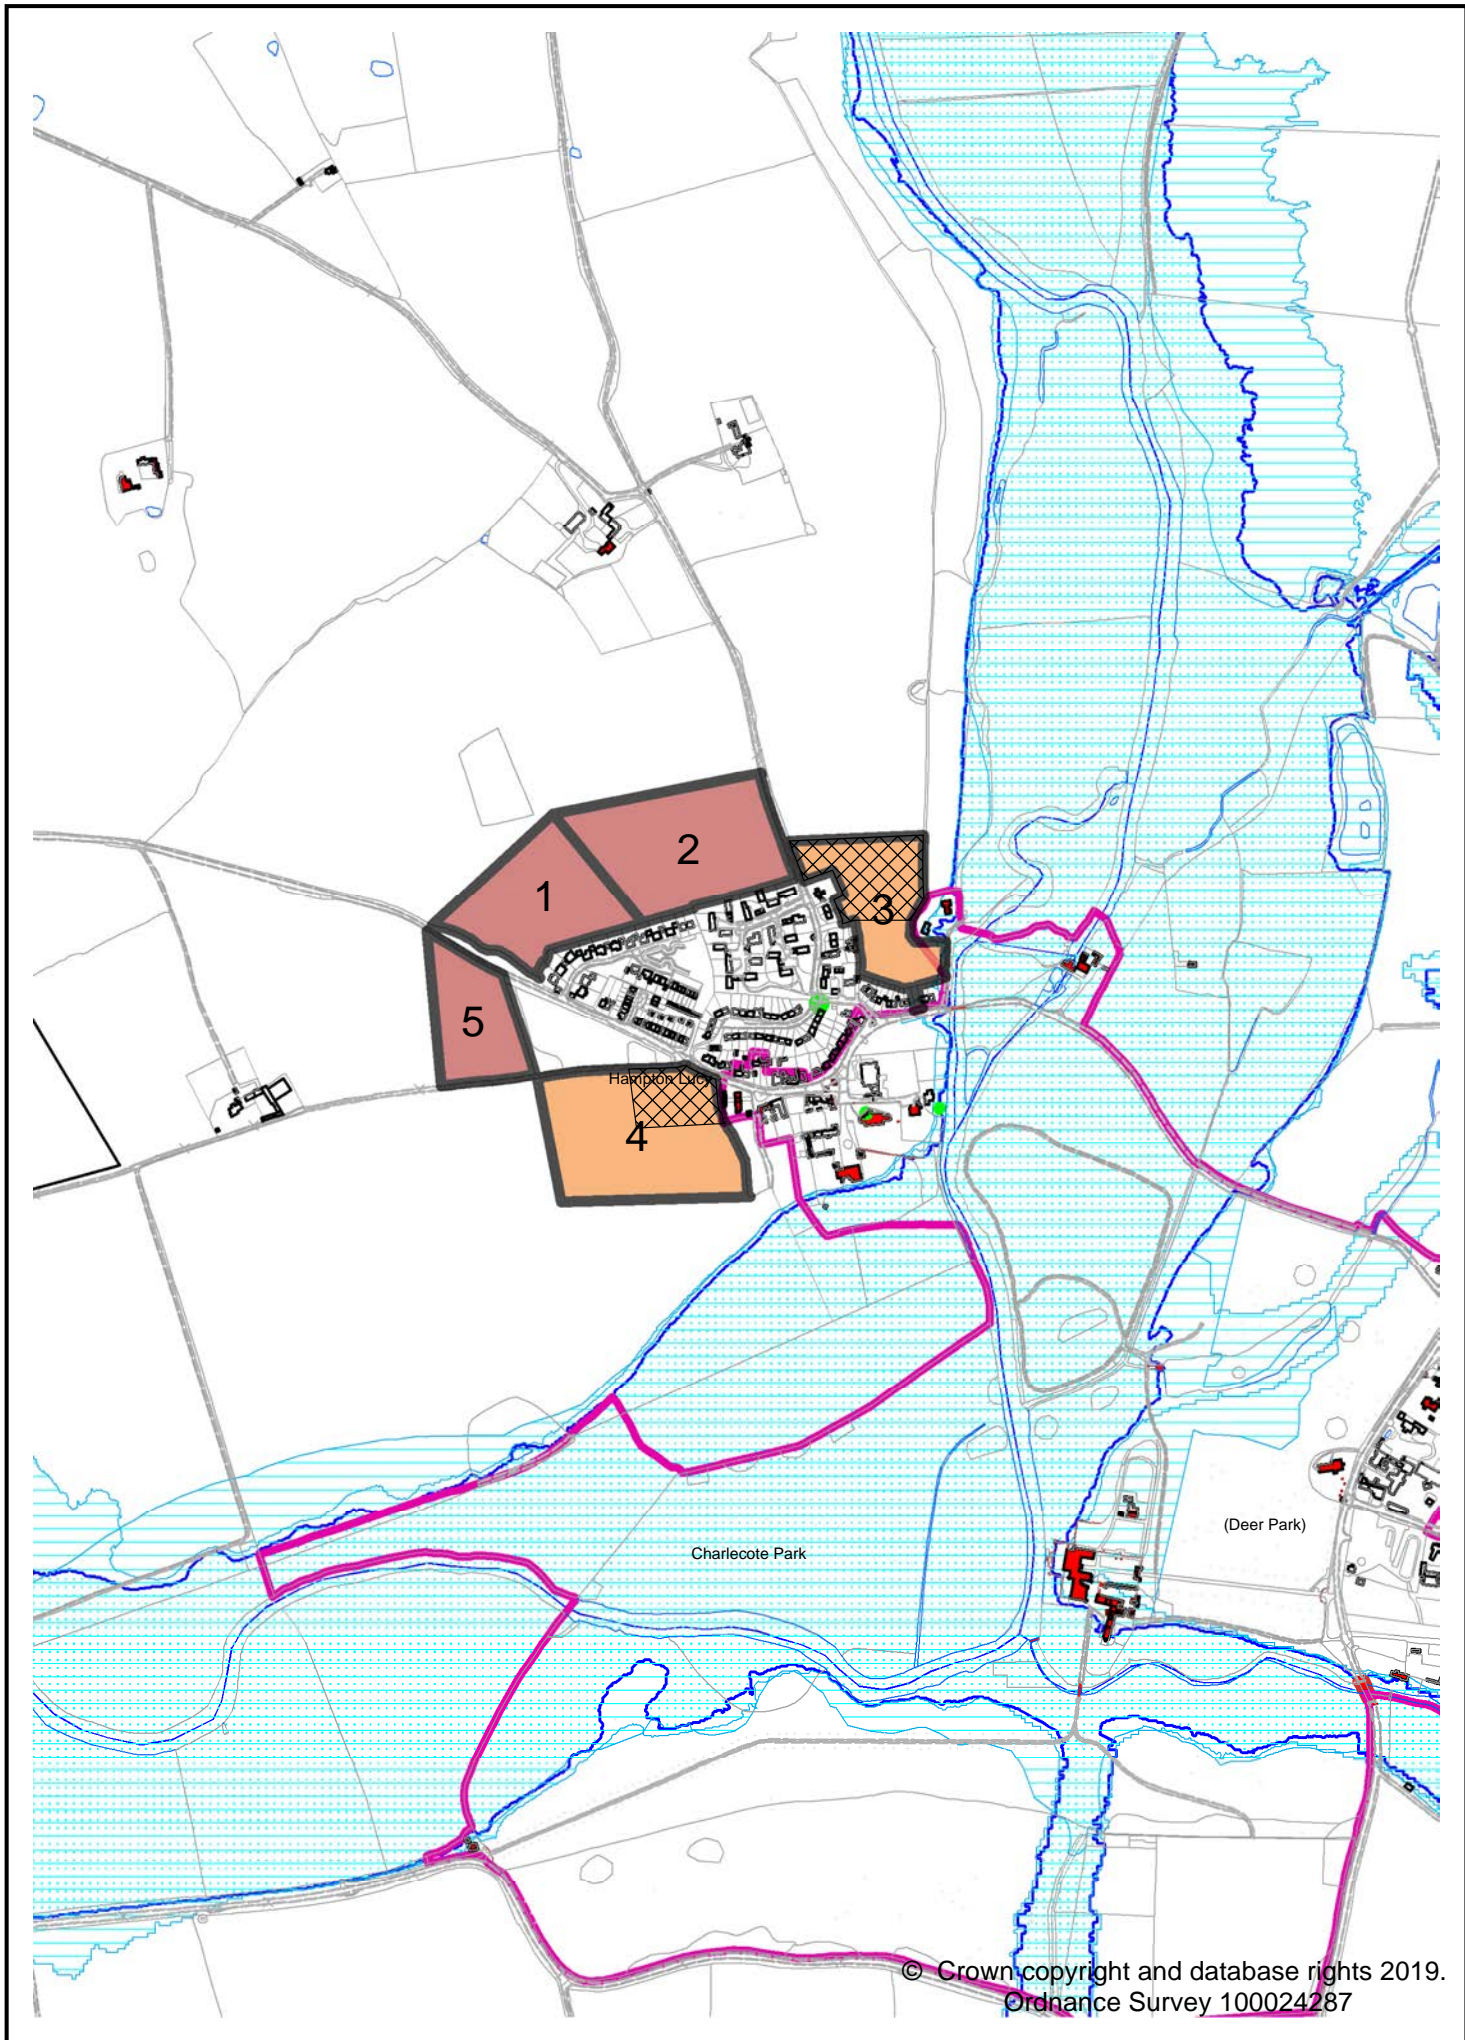 2
1
3
5
Hampton Lucy
4
(Deer Park)
Charlecote Park
© Crown copyright and database rights 2019.
Ordnance Survey 100024287